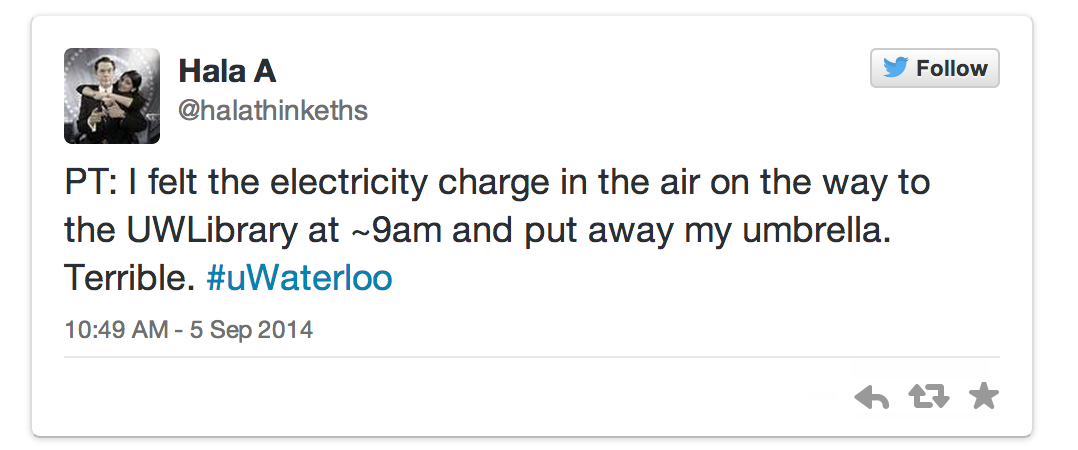 Hala A
Follow
@halathinkeths
PT: I felt the electricity charge in the air on the way to
the UWLibrary at ~9am and put away my umbrella.
Terrible. #uWaterloo
10:49 AM - 5 Sep 2014